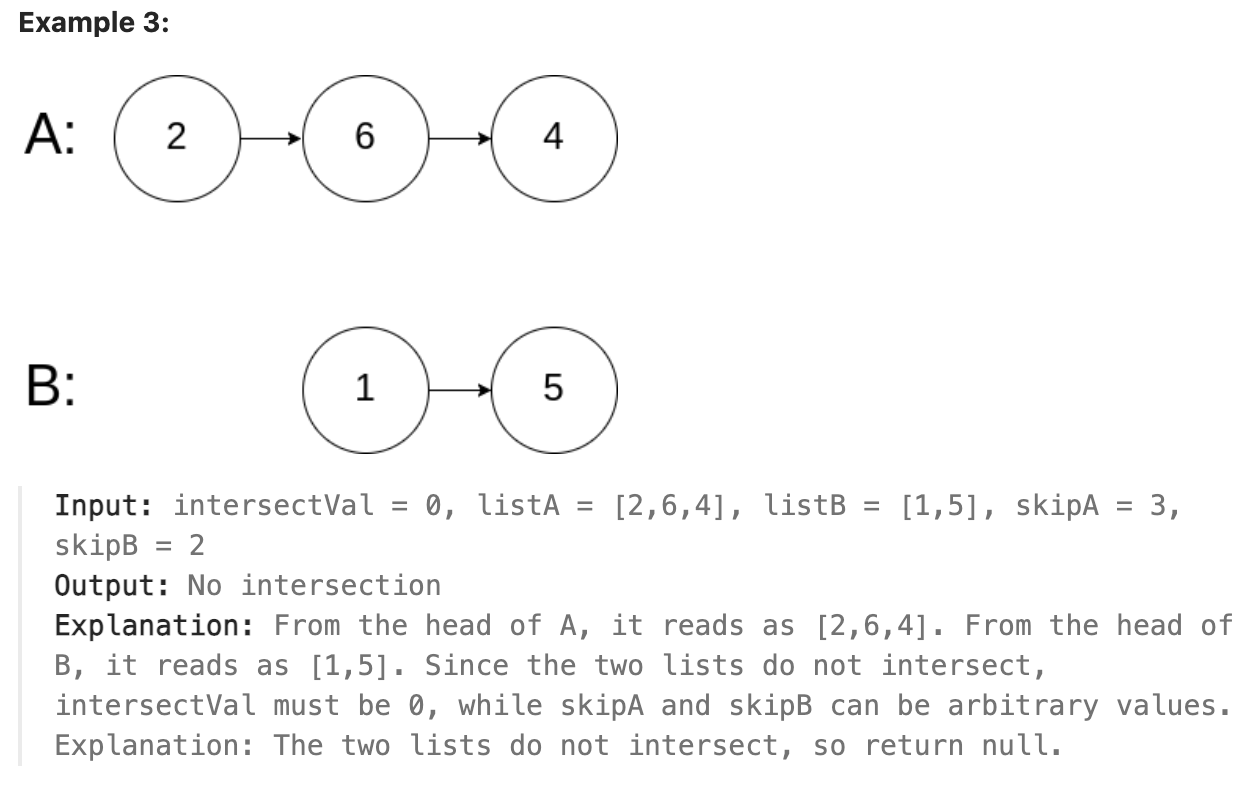 Example 3:
A: 2 6 4
B: 1 5
Input: intersectVal = 0, listA = [2,6,4], listB = [1,5], skipA = 3,
skipB = 2
Output: No intersection
Explanation: From the head of A, it reads as [2,6,4]. From the head of
B, it reads as [1,5]. Since the two lists do not intersect,
intersectVal must be 0, while skipA and skipB can be arbitrary values.
Explanation: The two lists do not intersect, so return null.